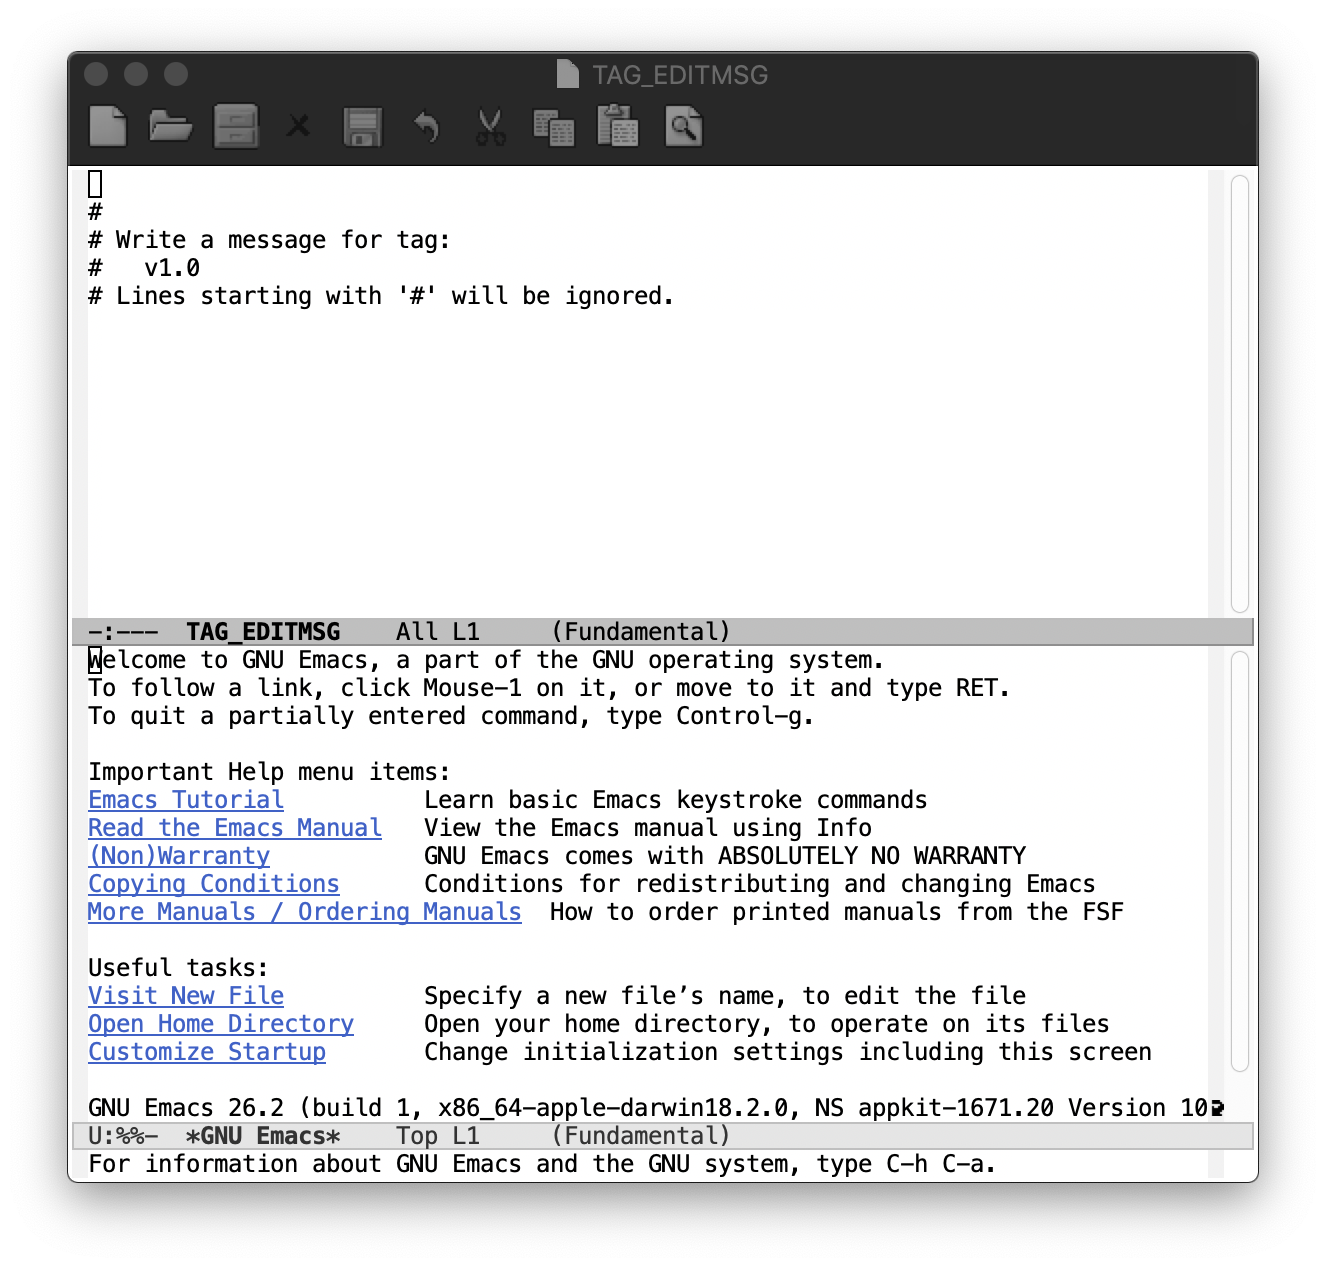 TAG_EDITMSG
#
# Write a message for tag:
#   v1.0
# Lines starting with '#' will be ignored.
-:---  TAG_EDITMSG    All L1     (Fundamental)
Welcome to GNU Emacs, a part of the GNU operating system.
To follow a link, click Mouse-1 on it, or move to it and type RET.
To quit a partially entered command, type Control-g.
Important Help menu items:
Emacs Tutorial          Learn basic Emacs keystroke commands
Read the Emacs Manual   View the Emacs manual using Info
(Non)Warranty           GNU Emacs comes with ABSOLUTELY NO WARRANTY
Copying Conditions      Conditions for redistributing and changing Emacs
More Manuals / Ordering Manuals  How to order printed manuals from the FSF
Useful tasks:
Visit New File          Specify a new file’s name, to edit the file
Open Home Directory     Open your home directory, to operate on its files
Customize Startup       Change initialization settings including this screen
GNU Emacs 26.2 (build 1, x86_64-apple-darwin18.2.0, NS appkit-1671.20 Version 10
U:%%-  *GNU Emacs*    Top L1     (Fundamental)
For information about GNU Emacs and the GNU system, type C-h C-a.